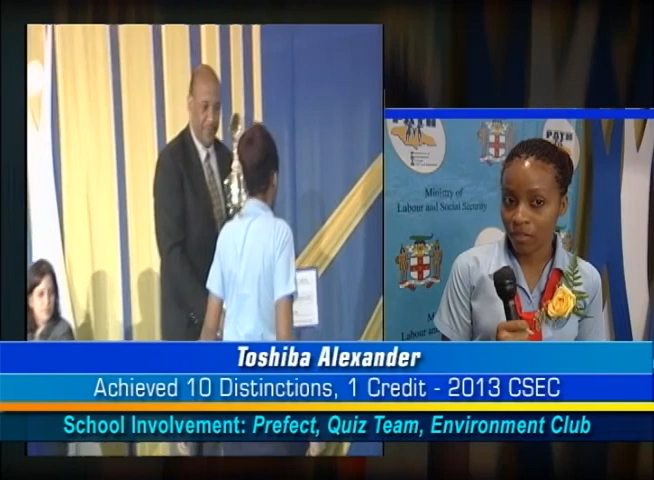 PATH
Ministry of
Labour and Social Security
Toshiba Alexander
Achieved 10 Distinctions, 1 Credit - 2013 CSEC
School Involvement: Prefect, Quiz Team, Environment Club